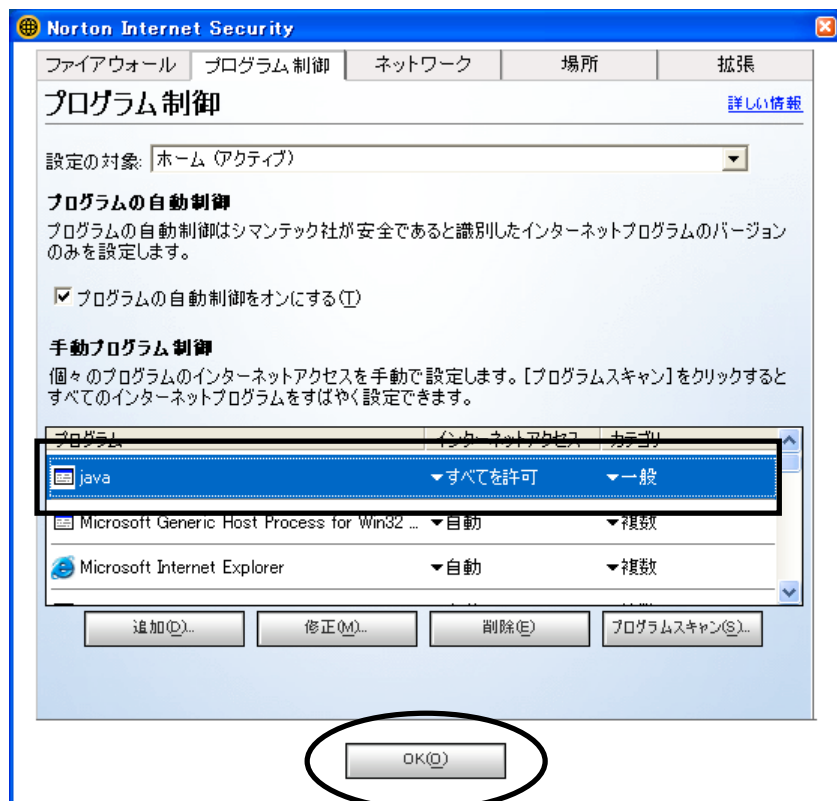 Norton Internet Security
ファイアウォール プログラム制御 ネットワーク 場所 拡張
プログラム制御 詳しい情報
設定の対象: ホーム (アクティブ)
プログラムの自動制御
プログラムの自動制御はシマンテック社が安全であると識別したインターネットプログラムのバージョン
のみを設定します。
プログラムの自動制御をオンにする(T)
手動プログラム制御
個々のプログラムのインターネットアクセスを手動で設定します。[プログラムスキャン]をクリックすると
すべてのインターネットプログラムをすばやく設定できます。
プログラム インターネットアクセス カテゴリ
java すべてを許可 一般
Microsoft Generic Host Process for Win32 ... 自動 複数
Microsoft Internet Explorer 自動 複数
追加(D)... 修正(M)... 削除(E) プログラムスキャン(S)...
OK(O)